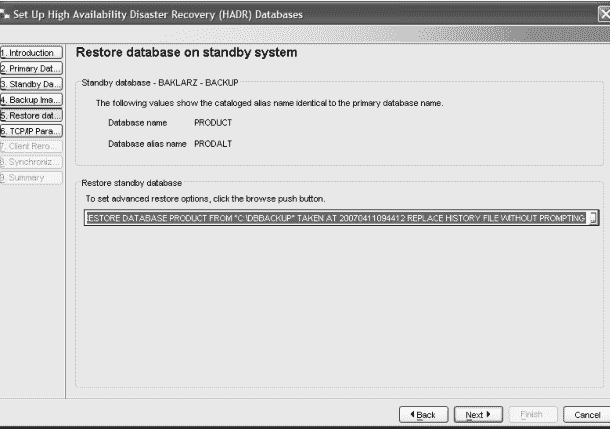 Set Up High Availability Disaster Recovery (HADR) Databases
1. Introduction
2. Primary Dat...
3. Standby Da...
4. Backup Ima...
5. Restore dat...
6. TCP/IP Para...
7. Client Rero...
8. Synchroniz...
9. Summary
Restore database on standby system
Standby database - BAKLARZ - BACKUP
The following values show the cataloged alias name identical to the primary database name.
Database name PRODUCT
Database alias name PRODALT
Restore standby database
To set advanced restore options, click the browse push button.
ESTORE DATABASE PRODUCT FROM "C:\DBBACKUP" TAKEN AT 20070411094412 REPLACE HISTORY FILE WITHOUT PROMPTING
Back Next Finish Cancel